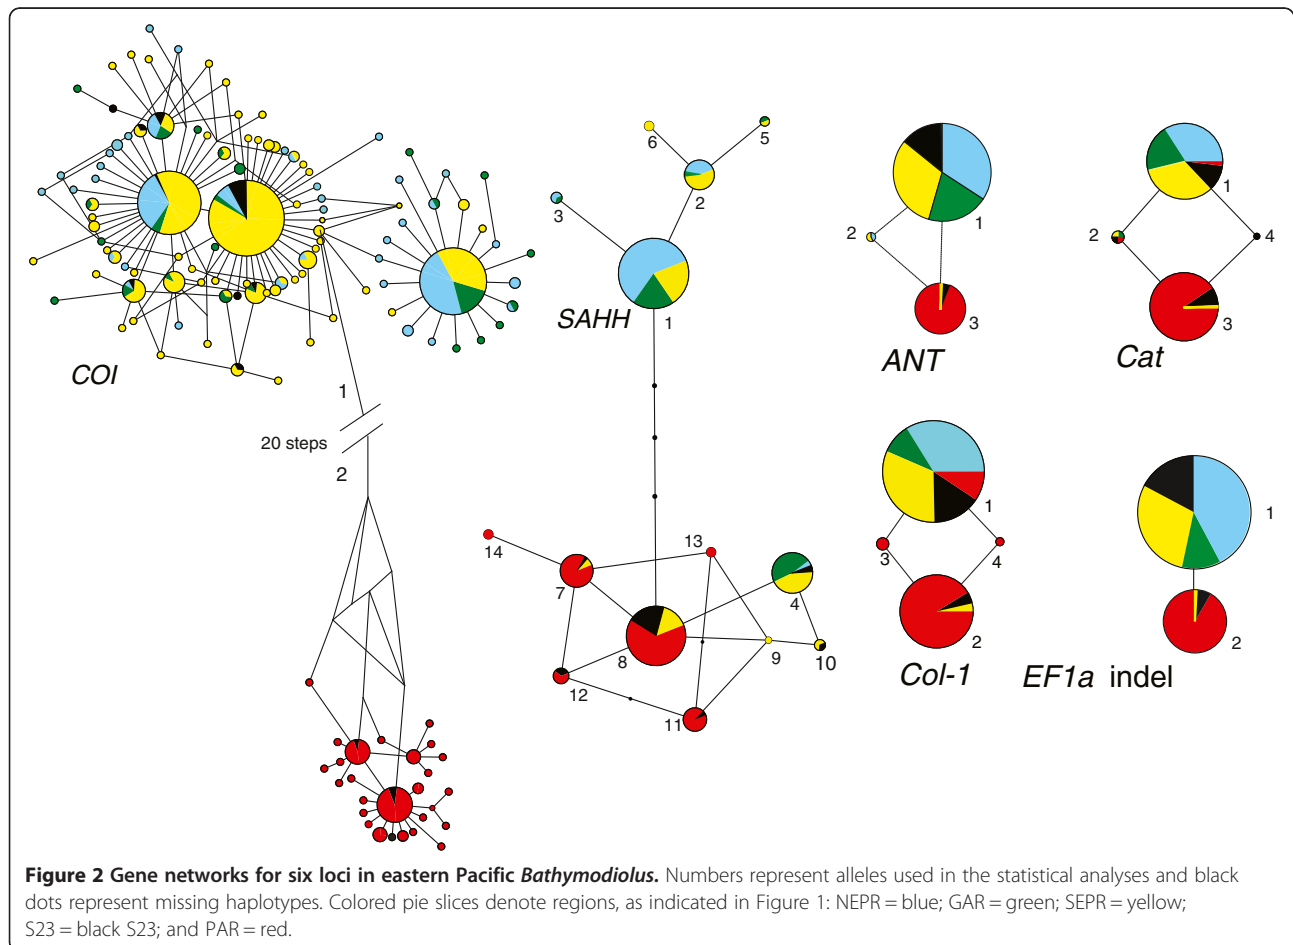 COI
1
20 steps
2
SAHH
6
5
2
3
1
14
13
7
4
8
9
10
12
11
ANT
1
2
3
Cat
1
2
4
3
Col-1
1
3
4
2
EF1a indel
1
2
Figure 2 Gene networks for six loci in eastern Pacific Bathymodiolus. Numbers represent alleles used in the statistical analyses and black
dots represent missing haplotypes. Colored pie slices denote regions, as indicated in Figure 1: NEPR = blue; GAR = green; SEPR = yellow;
S23 = black S23; and PAR = red.